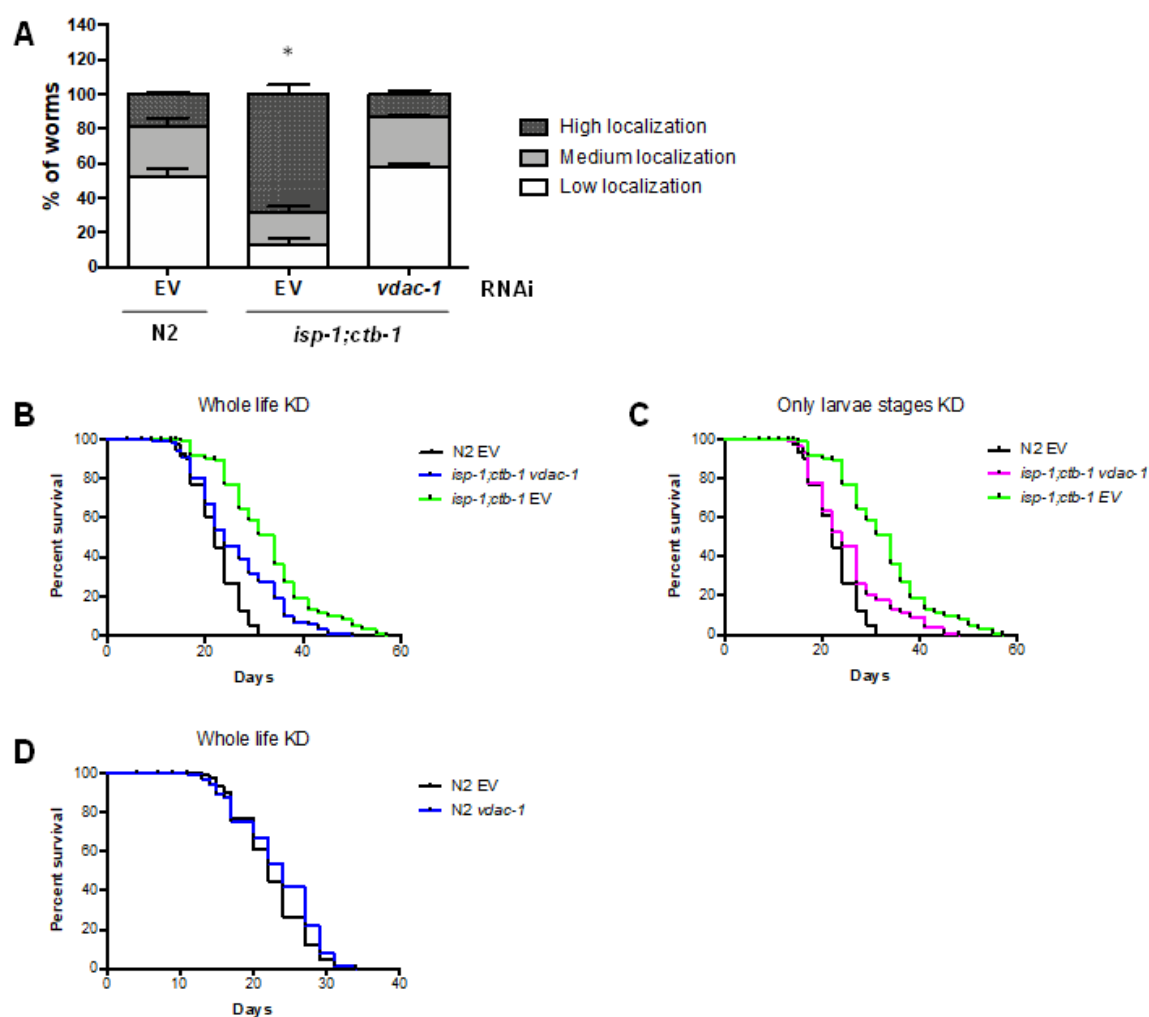 A
140
120
100
80
60
40
20
0
% of worms
*
High localization
Medium localization
Low localization
EV EV vdac-1 RNAi
N2 isp-1;ctb-1
B
Whole life KD
100
80
60
40
20
0
Percent survival
0 20 40 60
Days
N2 EV
isp-1;ctb-1 vdac-1
isp-1;ctb-1 EV
C
Only larvae stages KD
100
80
60
40
20
0
Percent survival
0 20 40 60
Days
N2 EV
isp-1;ctb-1 vdac-1
isp-1;ctb-1 EV
D
Whole life KD
100
80
60
40
20
0
Percent survival
0 10 20 30 40
Days
N2 EV
N2 vdac-1